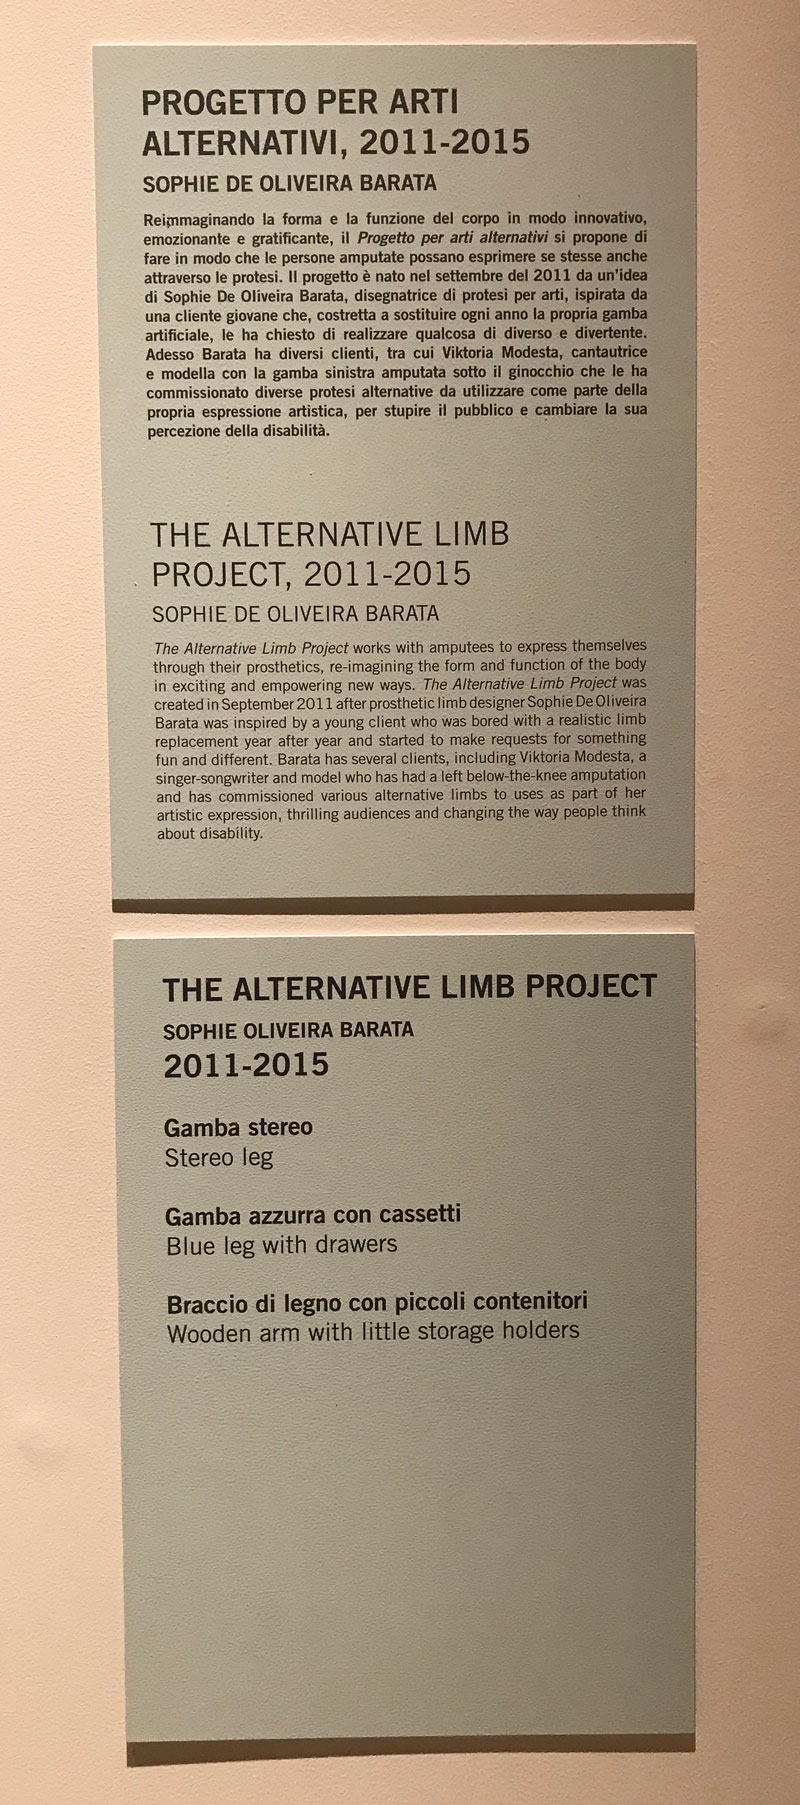 PROGETTO PER ARTI
ALTERNATIVI, 2011-2015
SOPHIE DE OLIVEIRA BARATA
Reimmaginando la forma e la funzione del corpo in modo innovativo,
emozionante e gratificante, il Progetto per arti alternativi si propone di
fare in modo che le persone amputate possano esprimere se stesse anche
attraverso le protesi. Il progetto è nato nel settembre del 2011 da un'idea
di Sophie De Oliveira Barata, disegnatrice di protesi per arti, ispirata da
una cliente giovane che, costretta a sostituire ogni anno la propria gamba
artificiale, le ha chiesto di realizzare qualcosa di diverso e divertente.
Adesso Barata ha diversi clienti, tra cui Viktoria Modesta, cantautrice
e modella con la gamba sinistra amputata sotto il ginocchio che le ha
commissionato diverse protesi alternative da utilizzare come parte della
propria espressione artistica, per stupire il pubblico e cambiare la sua
percezione della disabilità.
THE ALTERNATIVE LIMB
PROJECT, 2011-2015
SOPHIE DE OLIVEIRA BARATA
The Alternative Limb Project works with amputees to express themselves
through their prosthetics, re-imagining the form and function of the body
in exciting and empowering new ways. The Alternative Limb Project was
created in September 2011 after prosthetic limb designer Sophie De Oliveira
Barata was inspired by a young client who was bored with a realistic limb
replacement year after year and started to make requests for something
fun and different. Barata has several clients, including Viktoria Modesta, a
singer-songwriter and model who has had a left below-the-knee amputation
and has commissioned various alternative limbs to uses as part of her
artistic expression, thrilling audiences and changing the way people think
about disability.
THE ALTERNATIVE LIMB PROJECT
SOPHIE OLIVEIRA BARATA
2011-2015
Gamba stereo
Stereo leg
Gamba azzurra con cassetti
Blue leg with drawers
Braccio di legno con piccoli contenitori
Wooden arm with little storage holders